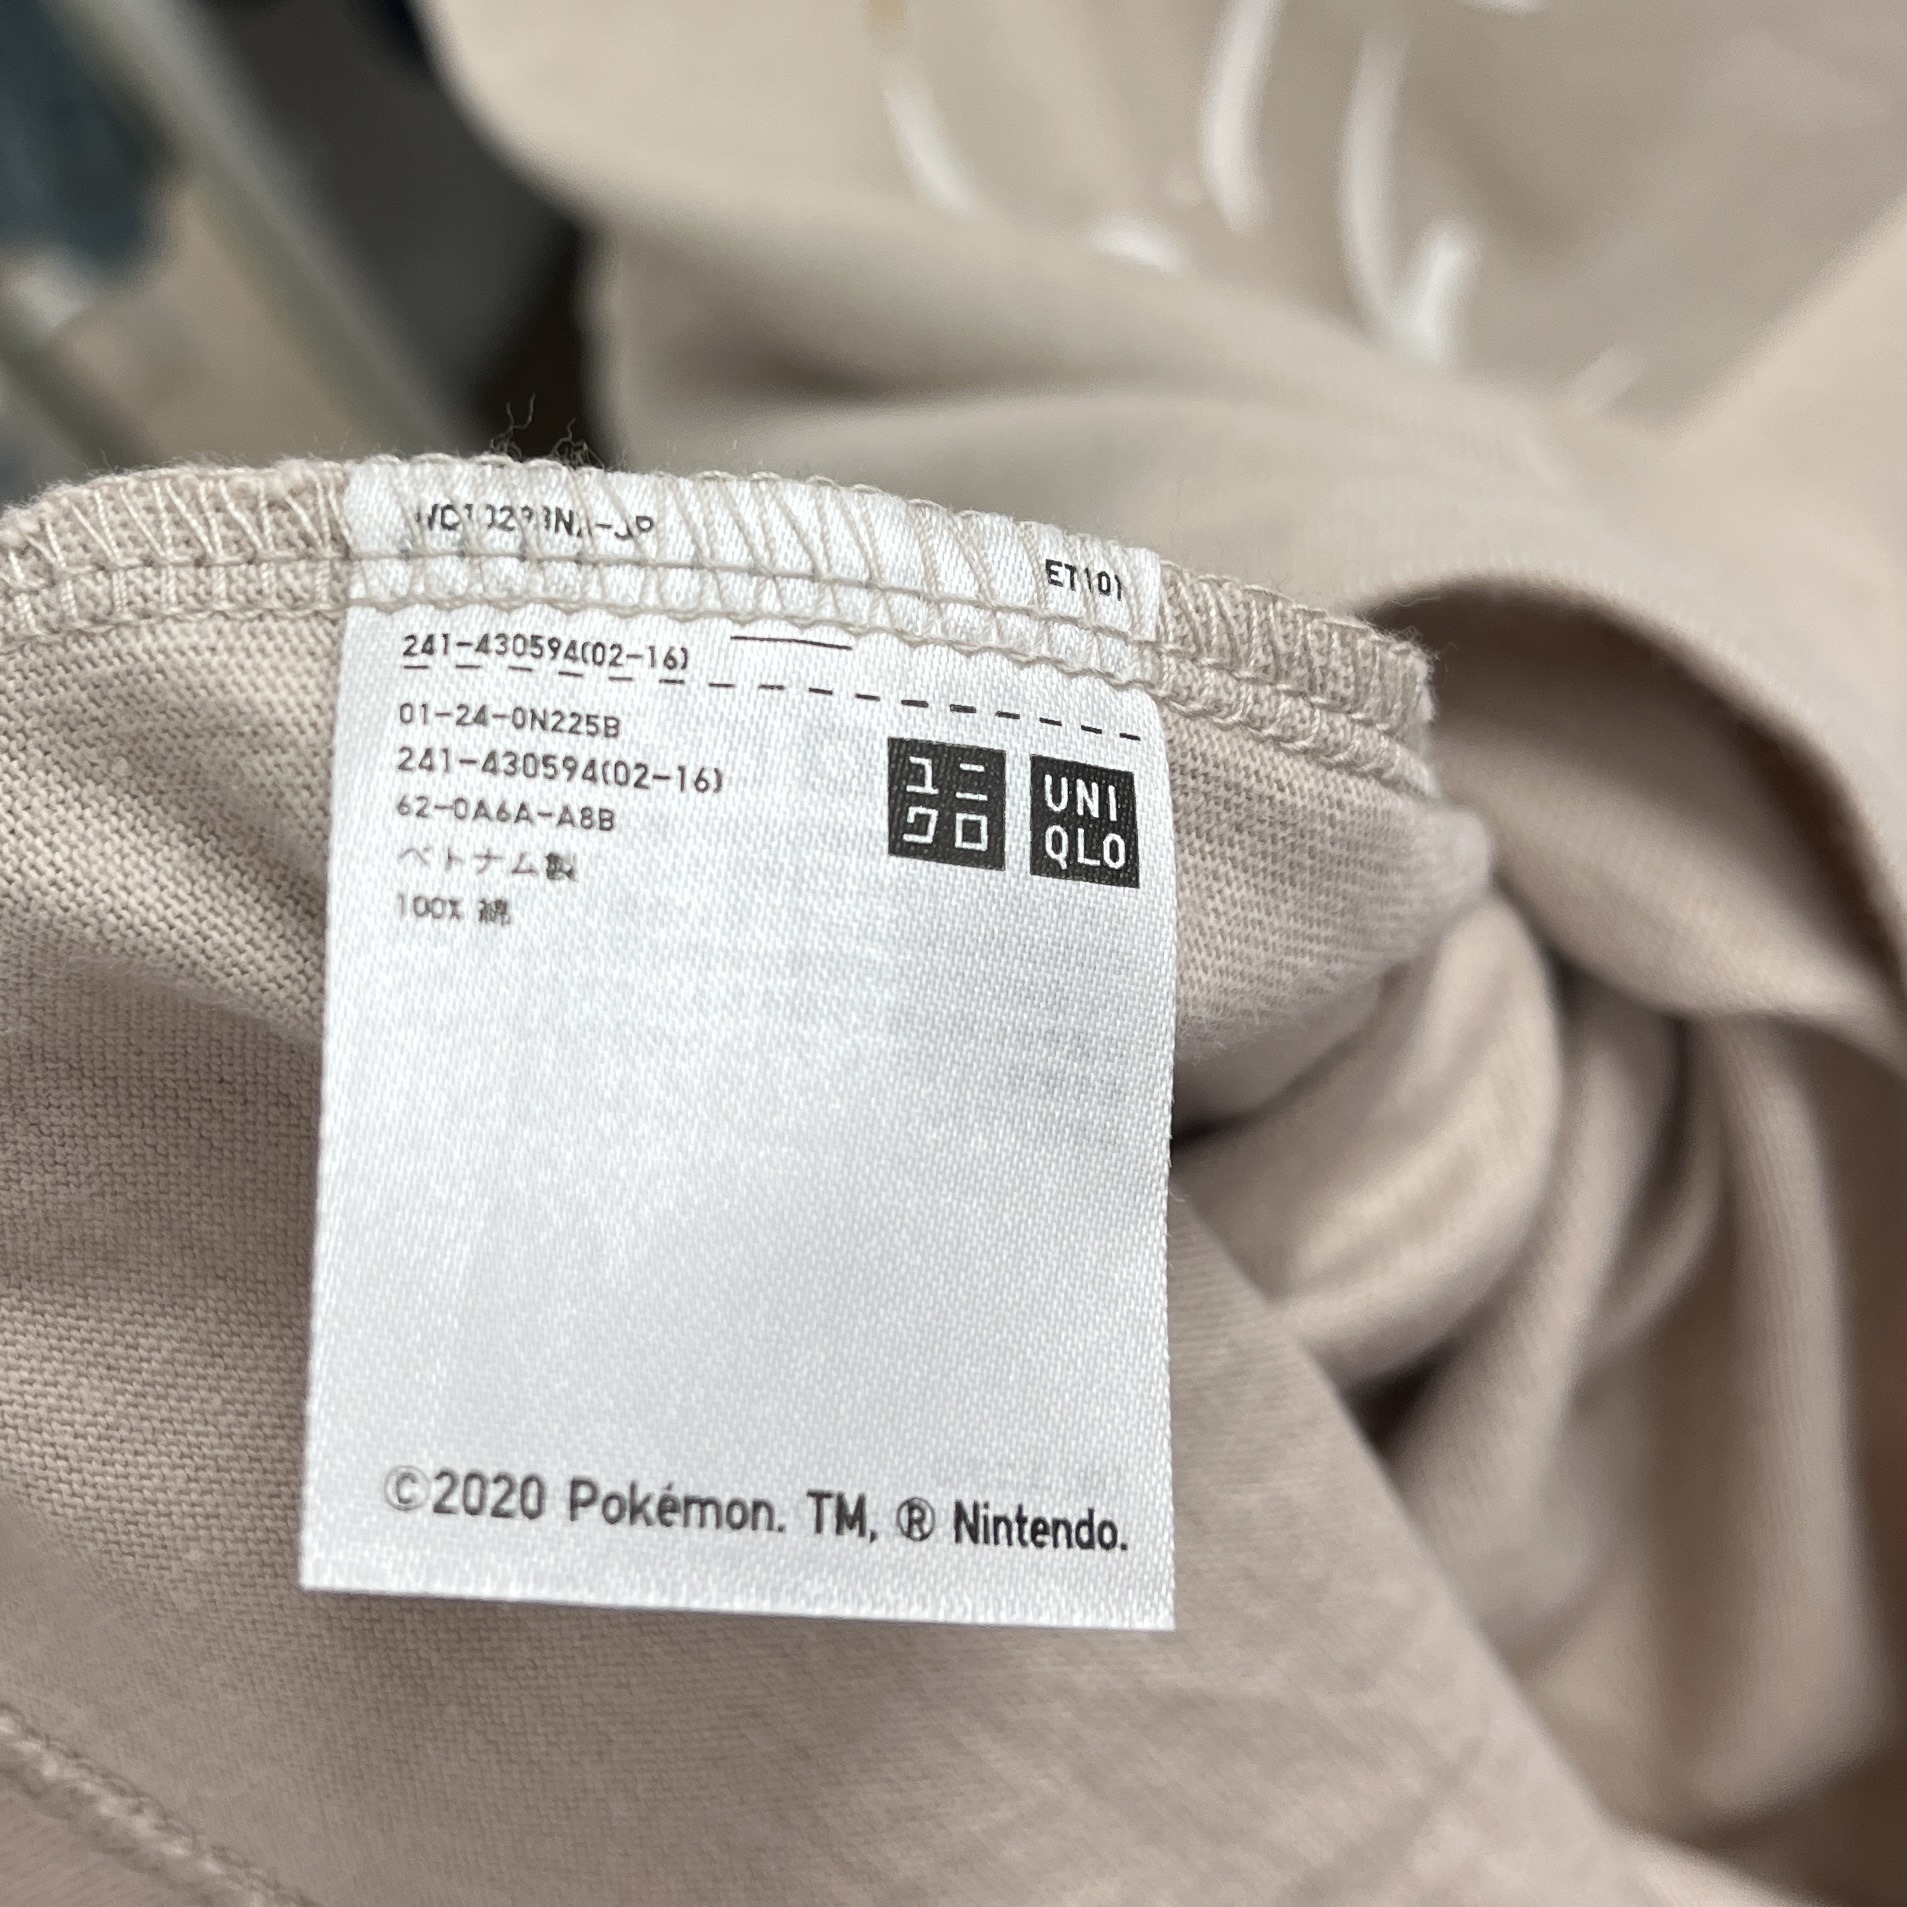 ET101
241-430594(02-16)
01-24-0N225B
241-430594(02-16)
62-0A6A-A8B
ベトナム製
100% 綿
ユニ
クロ
UNI
QLO
©2020 Pokémon. TM, ® Nintendo.